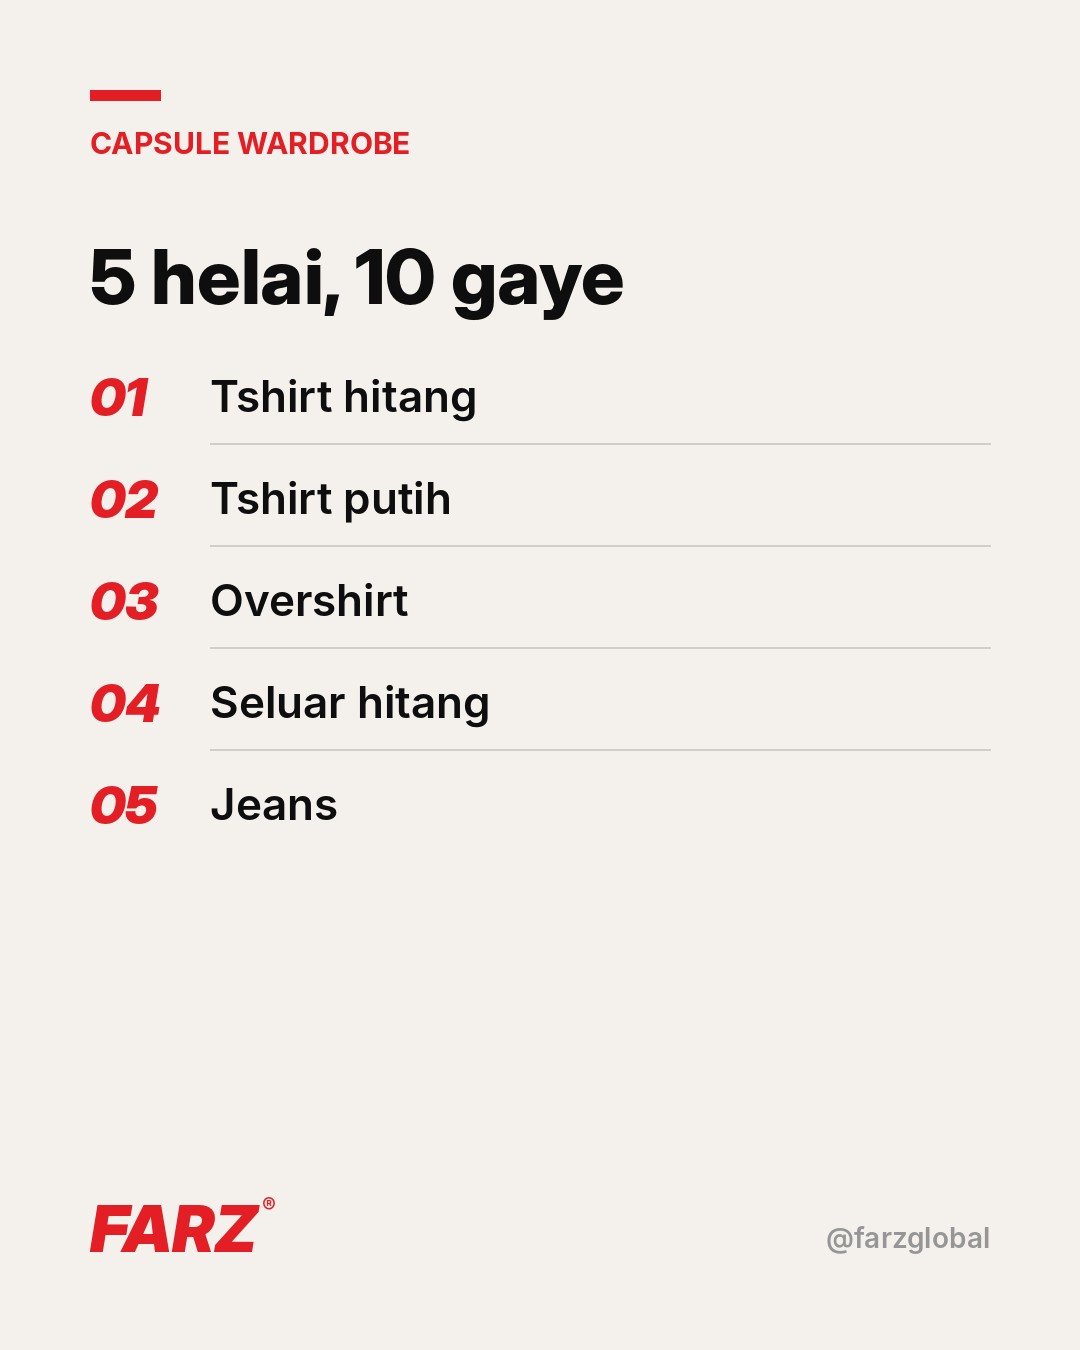 CAPSULE WARDROBE
5 helai, 10 gaye
01 Tshirt hitang
02 Tshirt putih
03 Overshirt
04 Seluar hitang
05 Jeans
FARZ®
@farzglobal